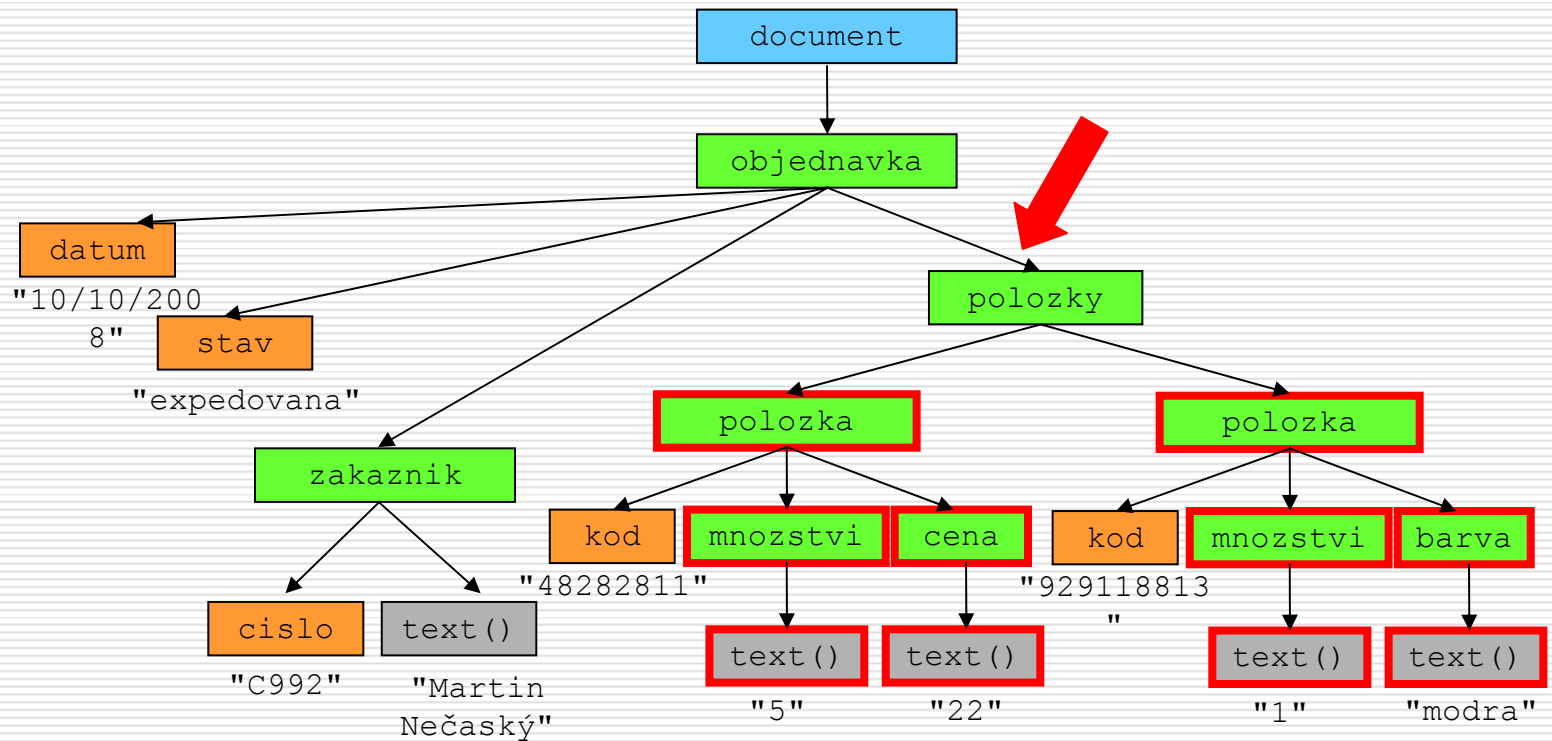 document
objednavka
datum
"10/10/200
8"
stav
"expedovana"
polozky
polozka
polozka
zakaznik
kod
mnozstvi
cena
kod
mnozstvi
barva
"48282811"
"929118813
"
cislo
text()
text()
text()
text()
text()
"C992"
"Martin
Nečaský"
"5"
"22"
"1"
"modra"